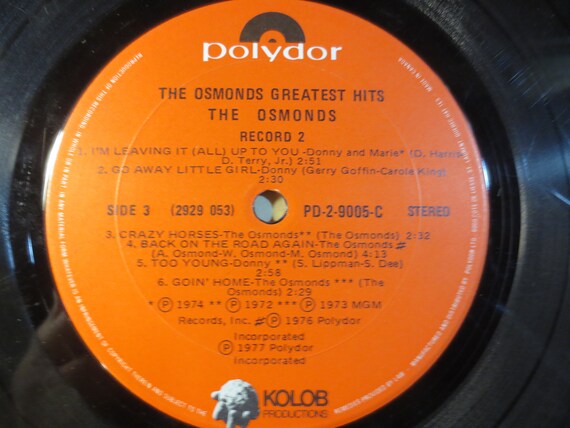 polydor
THE OSMONDS GREATEST HITS
THE OSMONDS
RECORD 2
1. I'M LEAVING IT (ALL) UP TO YOU -Donny and Marie* (D. Harris-
D. Terry, Jr.) 2:51
2. GO AWAY LITTLE GIRL-Donny (Gerry Goffin-Carole King)
2:30
SIDE 3 (2929 053) PD-2-9005-C STEREO
3. CRAZY HORSES-The Osmonds** (The Osmonds) 2:32
4. BACK ON THE ROAD AGAIN-The Osmonds #
(A. Osmond-W. Osmond-M. Osmond) 4:13
5. TOO YOUNG-Donny ** (S. Lippman-S. Dee)
2:58
6. GOIN' HOME-The Osmonds *** (The
Osmonds) 2:29
* Ⓟ 1974 ** Ⓟ 1972 *** Ⓟ 1973 MGM
Records, Inc. # Ⓟ 1976 Polydor
Incorporated
Ⓟ 1977 Polydor
Incorporated
KOLOB
PRODUCTIONS